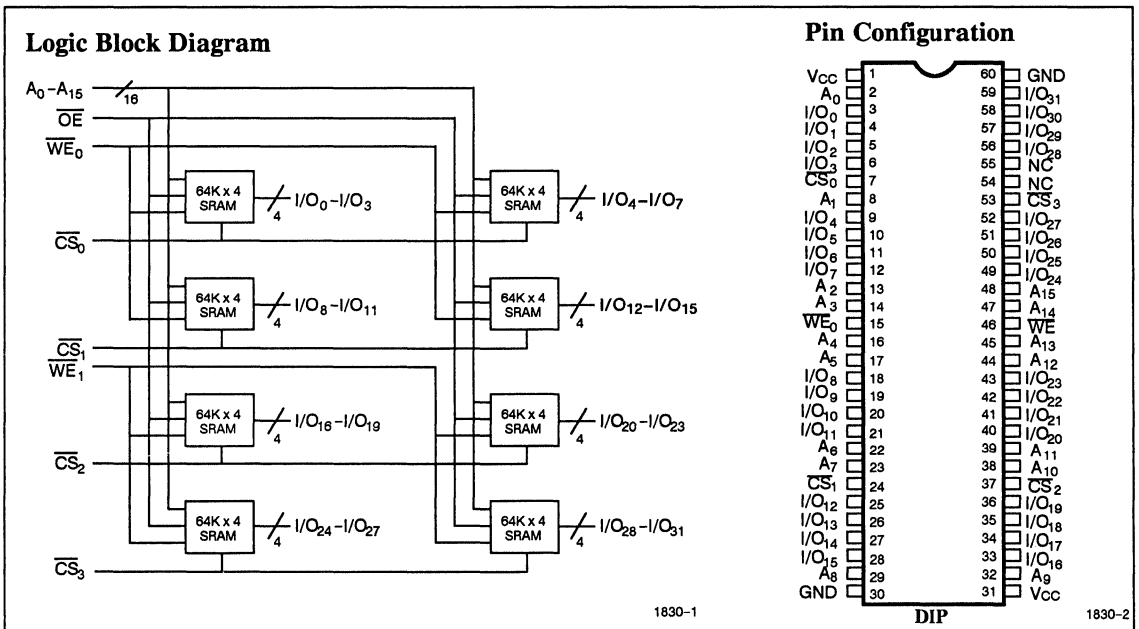 Logic Block Diagram
A0–A15
16
OE
WE0
64K x 4
SRAM
4
I/O0–I/O3
64K x 4
SRAM
4
I/O4–I/O7
CS0
64K x 4
SRAM
4
I/O8–I/O11
64K x 4
SRAM
4
I/O12–I/O15
CS1
WE1
64K x 4
SRAM
4
I/O16–I/O19
64K x 4
SRAM
4
I/O20–I/O23
CS2
64K x 4
SRAM
4
I/O24–I/O27
64K x 4
SRAM
4
I/O28–I/O31
CS3
1830-1
Pin Configuration
VCC 1 60 GND
A0 2 59 I/O31
I/O0 3 58 I/O30
I/O1 4 57 I/O29
I/O2 5 56 I/O28
I/O3 6 55 NC
CS0 7 54 NC
A1 8 53 CS3
I/O4 9 52 I/O27
I/O5 10 51 I/O26
I/O6 11 50 I/O25
I/O7 12 49 I/O24
A2 13 48 A15
A3 14 47 A14
WE0 15 46 WE
A4 16 45 A13
A5 17 44 A12
I/O8 18 43 I/O23
I/O9 19 42 I/O22
I/O10 20 41 I/O21
I/O11 21 40 I/O20
A6 22 39 A11
A7 23 38 A10
CS1 24 37 CS2
I/O12 25 36 I/O19
I/O13 26 35 I/O18
I/O14 27 34 I/O17
I/O15 28 33 I/O16
A8 29 32 A9
GND 30 31 VCC
DIP
1830-2